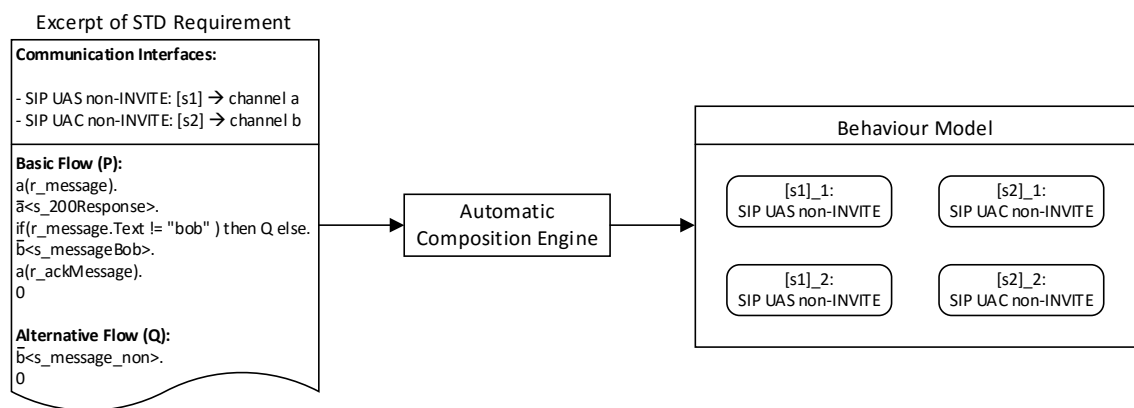 Excerpt of STD Requirement
Communication Interfaces:
- SIP UAS non-INVITE: [s1] → channel a
- SIP UAC non-INVITE: [s2] → channel b
Basic Flow (P):
a(r_message).
a̅<s_200Response>.
if(r_message.Text != "bob" ) then Q else.
b̅<s_messageBob>.
a(r_ackMessage).
0
Alternative Flow (Q):
b̅<s_message_non>.
0
Automatic
Composition Engine
Behaviour Model
[s1]_1:
SIP UAS non-INVITE
[s2]_1:
SIP UAC non-INVITE
[s1]_2:
SIP UAS non-INVITE
[s2]_2:
SIP UAC non-INVITE